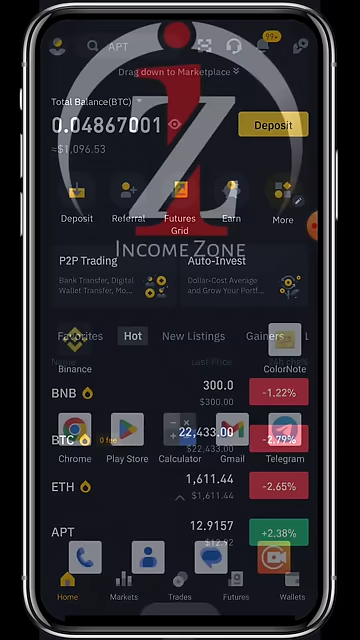 APT
99+
Drag down to Marketplace
Total Balance(BTC)
0.04867001
≈$1,096.53
Deposit
iZ
INCOME ZONE
Deposit
Referral
Futures Grid
Earn
More
P2P Trading
Bank Transfer, Digital
Wallet Transfer, Mo...
Auto-Invest
Dollar-Cost Average
and Grow Your Portf...
Favorites
Hot
New Listings
Gainers
L
Name
Last Price
24h chg%
Binance
ColorNote
BNB
300.0
$300.00
-1.22%
BTC
0 fee
22,433.00
$22,433.00
-2.79%
Chrome
Play Store
Calculator
Gmail
Telegram
ETH
1,611.44
$1,611.44
-2.65%
APT
12.9157
$12.92
+2.38%
Home
Markets
Trades
Futures
Wallets